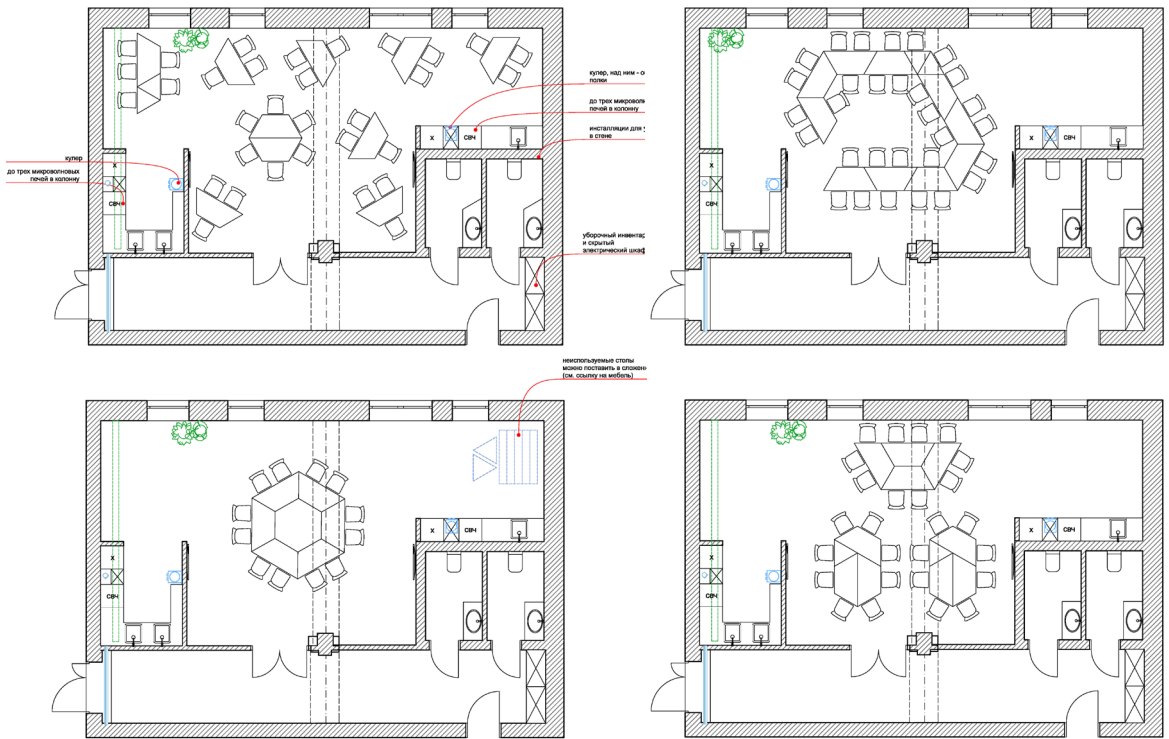 кулер, над ним -
полки
до трех микроволн
печей в колонну
инсталляции для
в стене
х
СВЧ
кулер
до трех микроволновых
печей в колонну
х
СВЧ
уборочный инвентар
и скрытый
электрический шкаф
х
СВЧ
х
СВЧ
неиспользуемые столы
можно поставить в сложен
(см. ссылку на мебель)
х
СВЧ
х
СВЧ
х
СВЧ
х
СВЧ